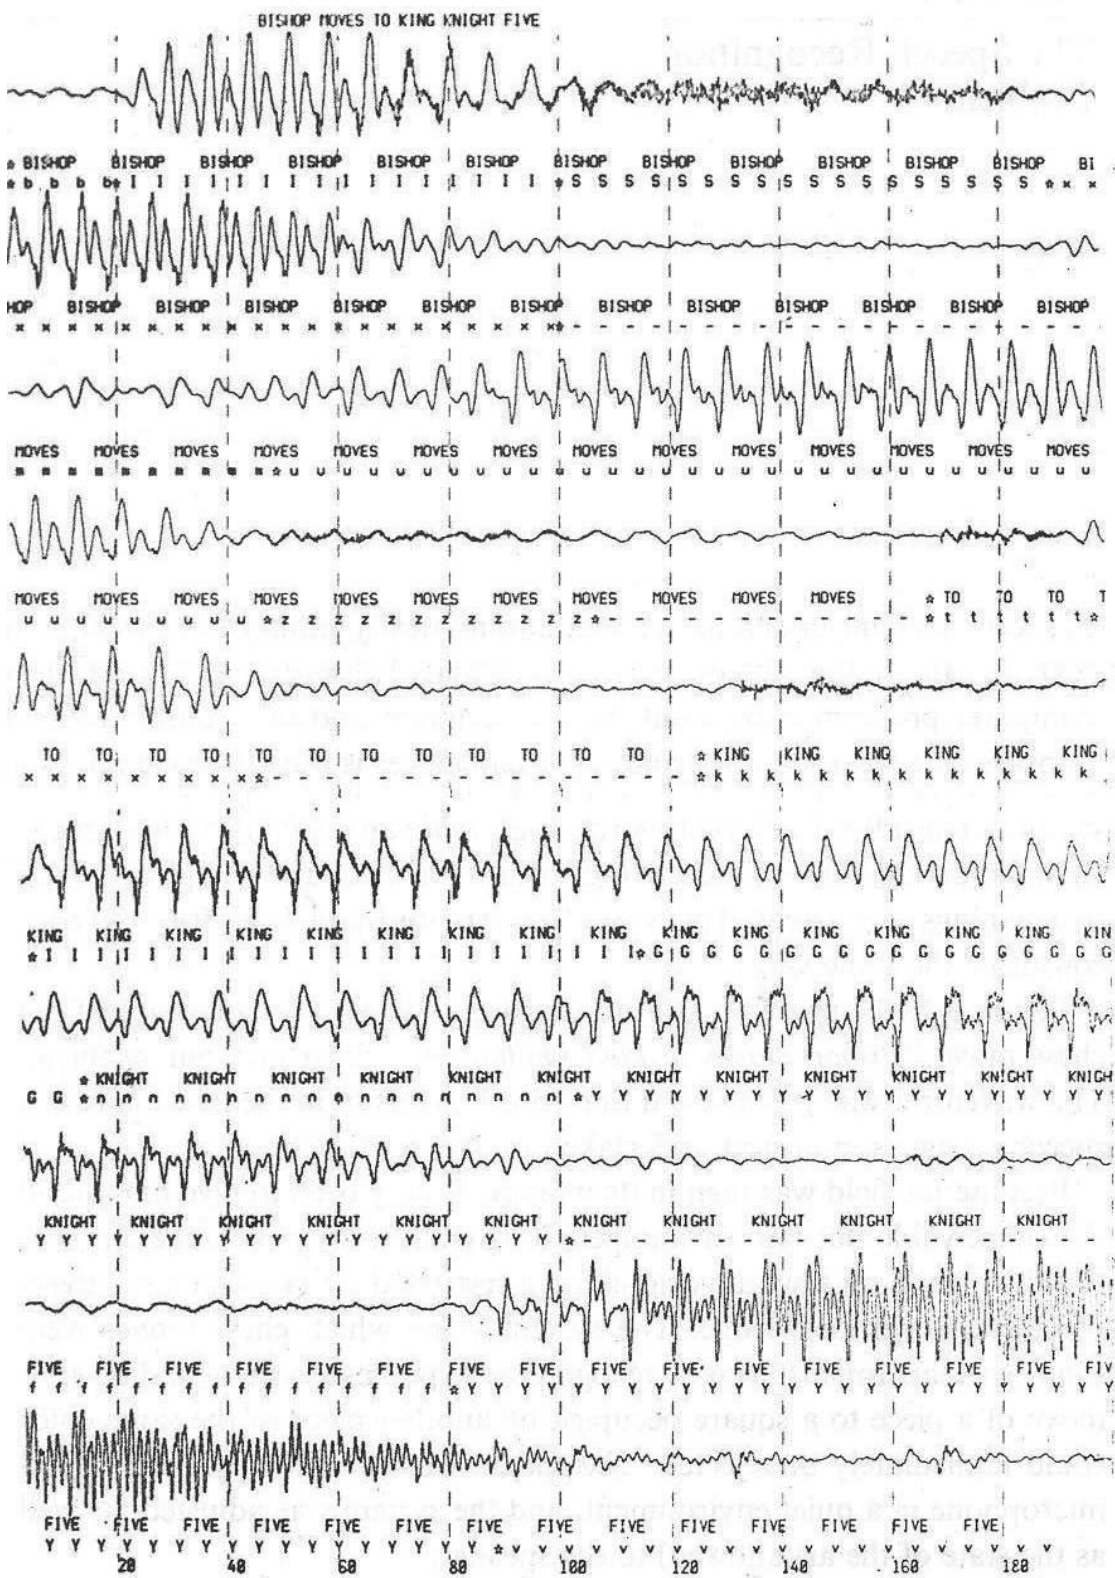 BISHOP MOVES TO KING KNIGHT FIVE
☆ BISHOP BISHOP BISHOP BISHOP BISHOP BISHOP BISHOP BISHOP BISHOP BISHOP BISHOP BISHOP BI
☆ b b b b ☆ I I I I I I I I I I I I I I I I ☆ S S S S S S S S S S S S S S S S S S ☆ x x
HOP BISHOP BISHOP BISHOP BISHOP BISHOP BISHOP BISHOP BISHOP BISHOP BISHOP BISHOP BISHOP
x x x x x x x x x x x x x x x x x x x x x ☆ - - - - - - - - - - - - - - - - - - - -
MOVES MOVES MOVES MOVES MOVES MOVES MOVES MOVES MOVES MOVES MOVES MOVES MOVES MOVES
m m m m m m m m m m ☆ u u u u u u u u u u u u u u u u u u u u u u u u u u u u u u u
MOVES MOVES MOVES MOVES MOVES MOVES MOVES MOVES MOVES MOVES MOVES ☆ TO TO TO T
u u u u u u u u u ☆ z z z z z z z z z z z z ☆ - - - - - - - - - - - - ☆ t t t t t t ☆
TO TO TO TO TO TO TO TO TO TO TO TO ☆ KING KING KING KING KING KING
x x x x x x x x x ☆ - - - - - - - - - - - - - - - ☆ k k k k k k k k k k k k k k k
KING KING KING KING KING KING KING KING KING KING KING KING KING KING KING KIN
☆ I I I I I I I I I I I I I I I I I I I I I I I ☆ G G G G G G G G G G G G G G G G G G
☆ KNIGHT KNIGHT KNIGHT KNIGHT KNIGHT KNIGHT KNIGHT KNIGHT KNIGHT KNIGHT KNIGHT KNIGH
G G ☆ n n n n n n n n n n n n n n n n n n ☆ Y Y Y Y Y Y Y Y Y Y Y Y Y Y Y Y Y Y Y Y
KNIGHT KNIGHT KNIGHT KNIGHT KNIGHT KNIGHT KNIGHT KNIGHT KNIGHT KNIGHT KNIGHT KNIGHT
Y Y Y Y Y Y Y Y Y Y Y Y Y Y Y Y Y Y Y Y ☆ - - - - - - - - - - - - - - - - - - -
FIVE FIVE FIVE FIVE FIVE FIVE FIVE FIVE FIVE FIVE FIVE FIVE FIVE FIVE FIVE FIV
f f f f f f f f f f f f f f f f ☆ Y Y Y Y Y Y Y Y Y Y Y Y Y Y Y Y Y Y Y Y Y Y Y Y Y
FIVE FIVE FIVE FIVE FIVE FIVE FIVE FIVE FIVE FIVE FIVE FIVE FIVE FIVE
Y Y Y Y Y Y Y Y Y Y Y Y Y Y Y Y Y Y ☆ v v v v v v v v v v v v v v v v v v v v v
20 40 60 80 100 120 140 160 180